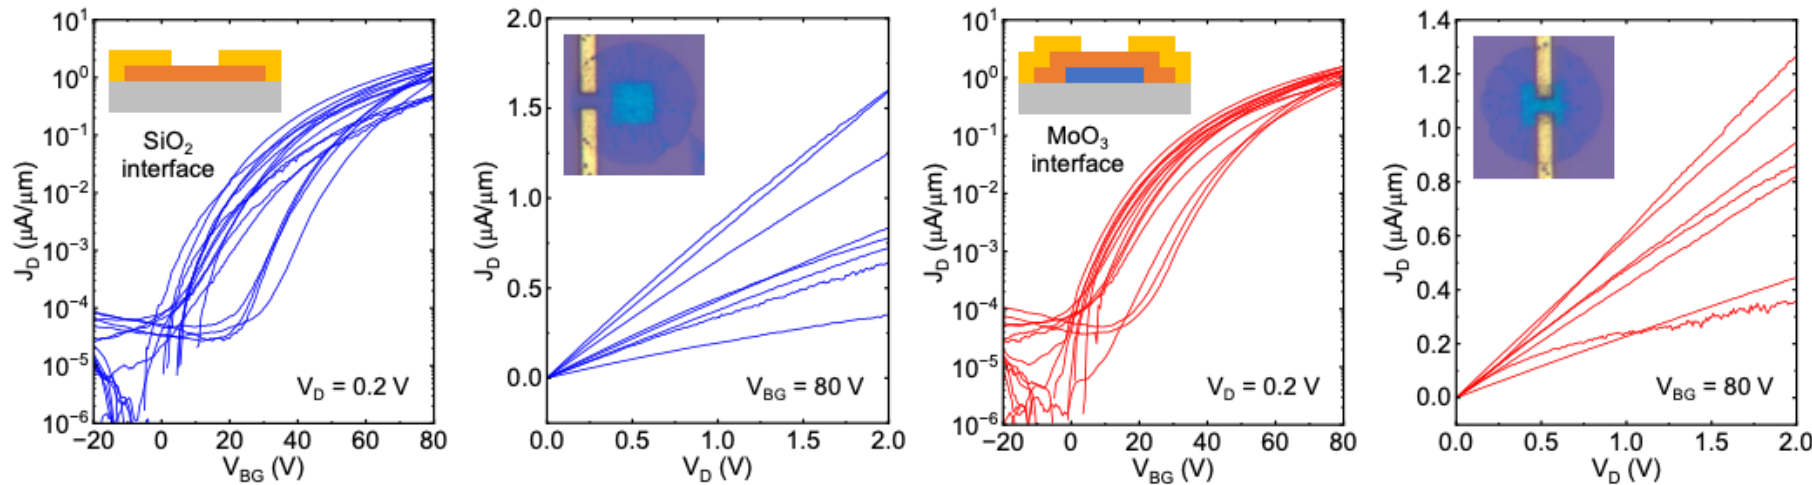 10¹
10⁰
10⁻¹
10⁻²
10⁻³
10⁻⁴
10⁻⁵
10⁻⁶
J_D (μA/μm)
SiO₂
interface
V_D = 0.2 V
−20 0 20 40 60 80
V_BG (V)
2.0
1.5
1.0
0.5
0.0
J_D (μA/μm)
V_BG = 80 V
0.0 0.5 1.0 1.5 2.0
V_D (V)
10¹
10⁰
10⁻¹
10⁻²
10⁻³
10⁻⁴
10⁻⁵
10⁻⁶
J_D (μA/μm)
MoO₃
interface
V_D = 0.2 V
−20 0 20 40 60 80
V_BG (V)
1.4
1.2
1.0
0.8
0.6
0.4
0.2
0.0
J_D (μA/μm)
V_BG = 80 V
0.0 0.5 1.0 1.5 2.0
V_D (V)